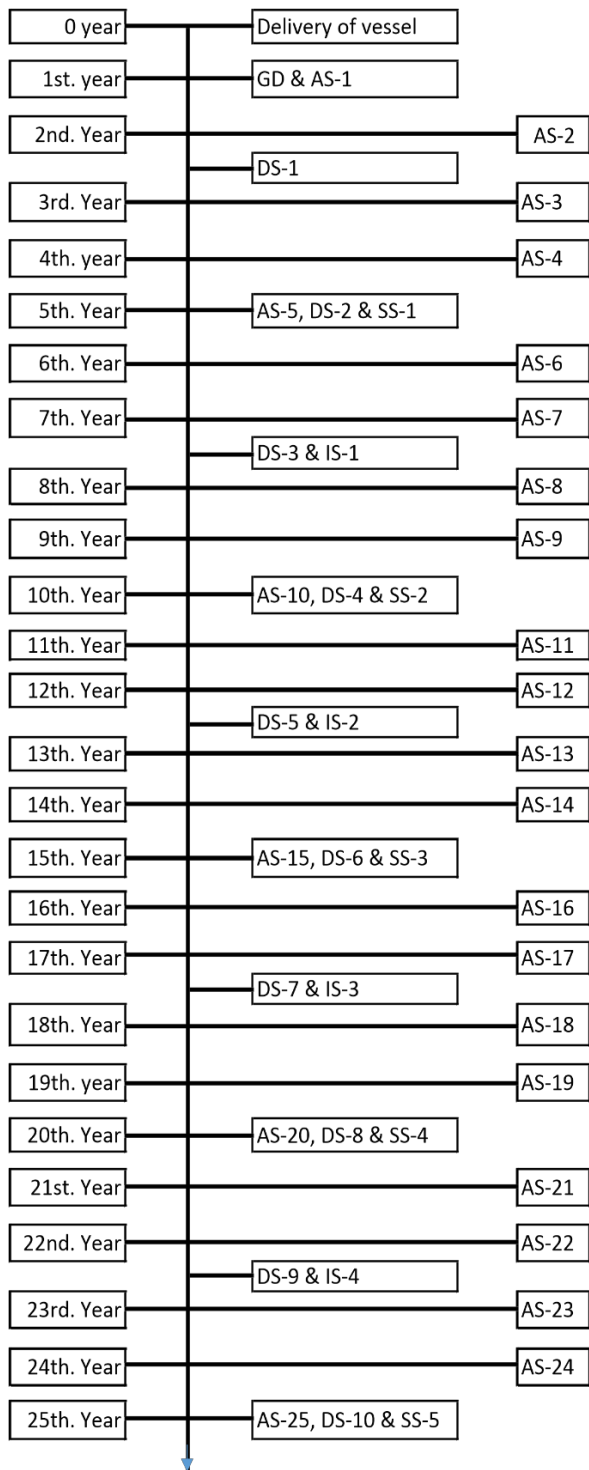 0 year Delivery of vessel
1st. year GD & AS-1
2nd. Year AS-2
DS-1
3rd. Year AS-3
4th. year AS-4
5th. Year AS-5, DS-2 & SS-1
6th. Year AS-6
7th. Year AS-7
DS-3 & IS-1
8th. Year AS-8
9th. Year AS-9
10th. Year AS-10, DS-4 & SS-2
11th. Year AS-11
12th. Year AS-12
DS-5 & IS-2
13th. Year AS-13
14th. Year AS-14
15th. Year AS-15, DS-6 & SS-3
16th. Year AS-16
17th. Year AS-17
DS-7 & IS-3
18th. Year AS-18
19th. year AS-19
20th. Year AS-20, DS-8 & SS-4
21st. Year AS-21
22nd. Year AS-22
DS-9 & IS-4
23rd. Year AS-23
24th. Year AS-24
25th. Year AS-25, DS-10 & SS-5